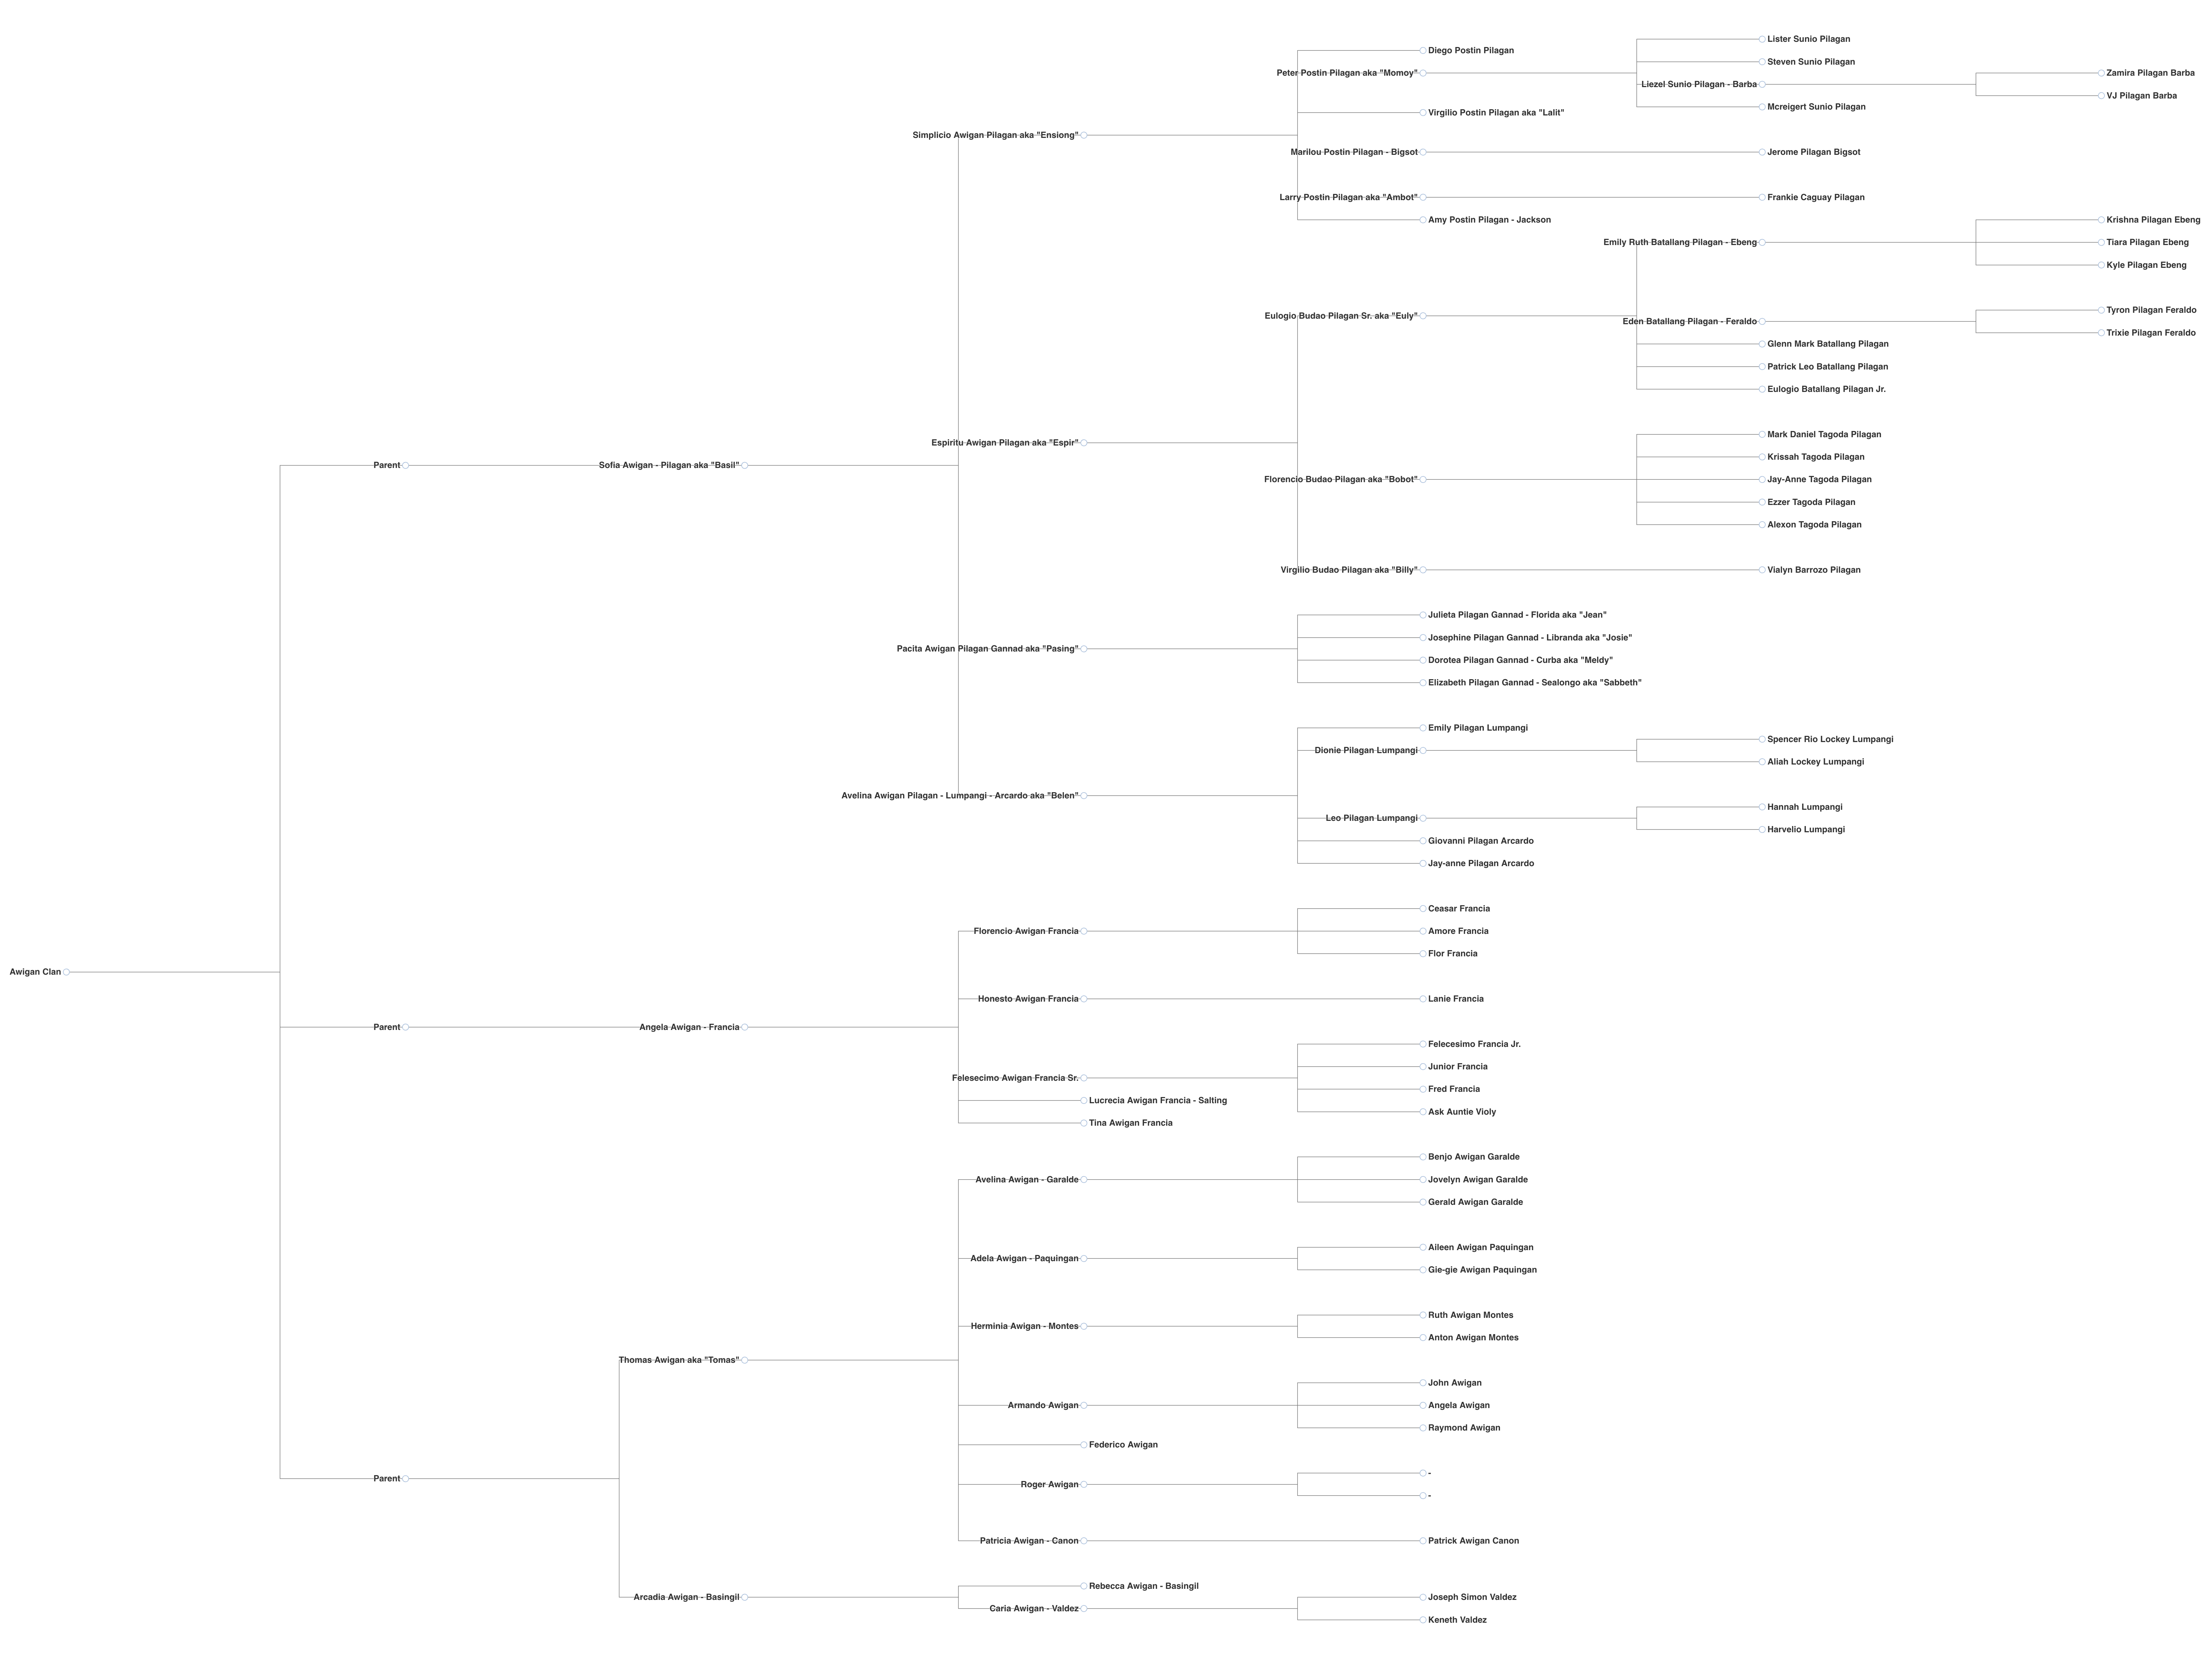 Awigan Clan
Parent
Sofia Awigan - Pilagan aka "Basil"
Simplicio Awigan Pilagan aka "Ensiong"
Diego Postin Pilagan
Peter Postin Pilagan aka "Momoy"
Lister Sunio Pilagan
Steven Sunio Pilagan
Liezel Sunio Pilagan - Barba
Zamira Pilagan Barba
VJ Pilagan Barba
Mcreigert Sunio Pilagan
Virgilio Postin Pilagan aka "Lalit"
Marilou Postin Pilagan - Bigsot
Jerome Pilagan Bigsot
Larry Postin Pilagan aka "Ambot"
Frankie Caguay Pilagan
Amy Postin Pilagan - Jackson
Espiritu Awigan Pilagan aka "Espir"
Eulogio Budao Pilagan Sr. aka "Euly"
Emily Ruth Batallang Pilagan - Ebeng
Krishna Pilagan Ebeng
Tiara Pilagan Ebeng
Kyle Pilagan Ebeng
Eden Batallang Pilagan - Feraldo
Tyron Pilagan Feraldo
Trixie Pilagan Feraldo
Glenn Mark Batallang Pilagan
Patrick Leo Batallang Pilagan
Eulogio Batallang Pilagan Jr.
Florencio Budao Pilagan aka "Bobot"
Mark Daniel Tagoda Pilagan
Krissah Tagoda Pilagan
Jay-Anne Tagoda Pilagan
Ezzer Tagoda Pilagan
Alexon Tagoda Pilagan
Virgilio Budao Pilagan aka "Billy"
Vialyn Barrozo Pilagan
Pacita Awigan Pilagan Gannad aka "Pasing"
Julieta Pilagan Gannad - Florida aka "Jean"
Josephine Pilagan Gannad - Libranda aka "Josie"
Dorotea Pilagan Gannad - Curba aka "Meldy"
Elizabeth Pilagan Gannad - Sealongo aka "Sabbeth"
Avelina Awigan Pilagan - Lumpangi - Arcardo aka "Belen"
Emily Pilagan Lumpangi
Dionie Pilagan Lumpangi
Spencer Rio Lockey Lumpangi
Aliah Lockey Lumpangi
Leo Pilagan Lumpangi
Hannah Lumpangi
Harvelio Lumpangi
Giovanni Pilagan Arcardo
Jay-anne Pilagan Arcardo
Parent
Angela Awigan - Francia
Florencio Awigan Francia
Ceasar Francia
Amore Francia
Flor Francia
Honesto Awigan Francia
Lanie Francia
Felesecimo Awigan Francia Sr.
Felecesimo Francia Jr.
Junior Francia
Fred Francia
Ask Auntie Violy
Lucrecia Awigan Francia - Salting
Tina Awigan Francia
Parent
Thomas Awigan aka "Tomas"
Avelina Awigan - Garalde
Benjo Awigan Garalde
Jovelyn Awigan Garalde
Gerald Awigan Garalde
Adela Awigan - Paquingan
Aileen Awigan Paquingan
Gie-gie Awigan Paquingan
Herminia Awigan - Montes
Ruth Awigan Montes
Anton Awigan Montes
Armando Awigan
John Awigan
Angela Awigan
Raymond Awigan
Federico Awigan
Roger Awigan
-
-
Patricia Awigan - Canon
Patrick Awigan Canon
Arcadia Awigan - Basingil
Rebecca Awigan - Basingil
Caria Awigan - Valdez
Joseph Simon Valdez
Keneth Valdez